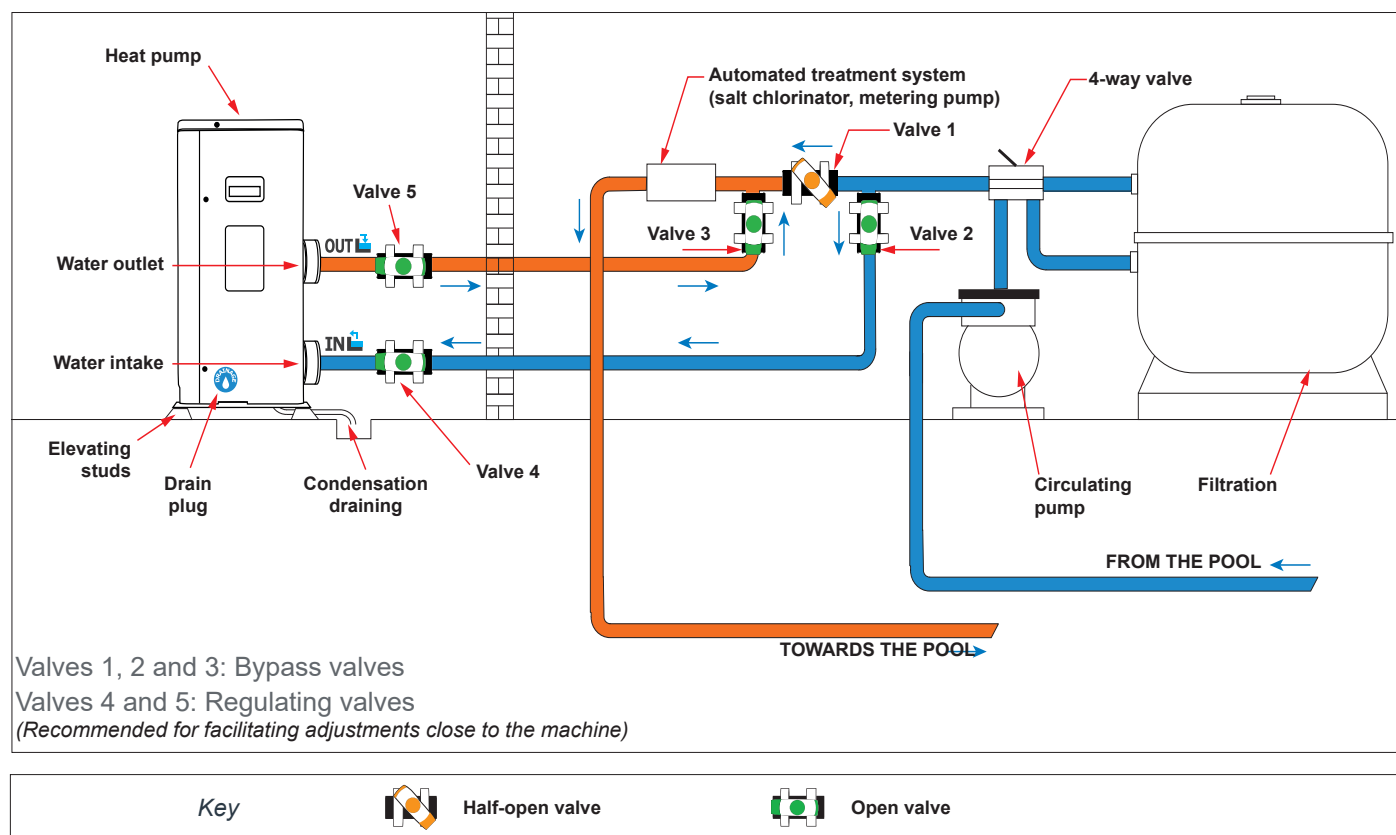 Heat pump
Automated treatment system
(salt chlorinator, metering pump)
4-way valve
Valve 1
Valve 5
OUT
Valve 3
Valve 2
Water outlet
IN
Water intake
DRAINAGE
Elevating
studs
Drain
plug
Condensation
draining
Valve 4
Circulating
pump
Filtration
FROM THE POOL
TOWARDS THE POOL
Valves 1, 2 and 3: Bypass valves
Valves 4 and 5: Regulating valves
(Recommended for facilitating adjustments close to the machine)
Key
Half-open valve
Open valve